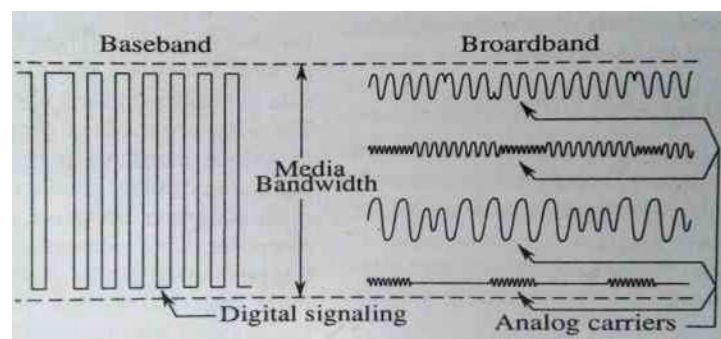 Baseband
Broardband
Media
Bandwidth
Digital signaling
Analog carriers